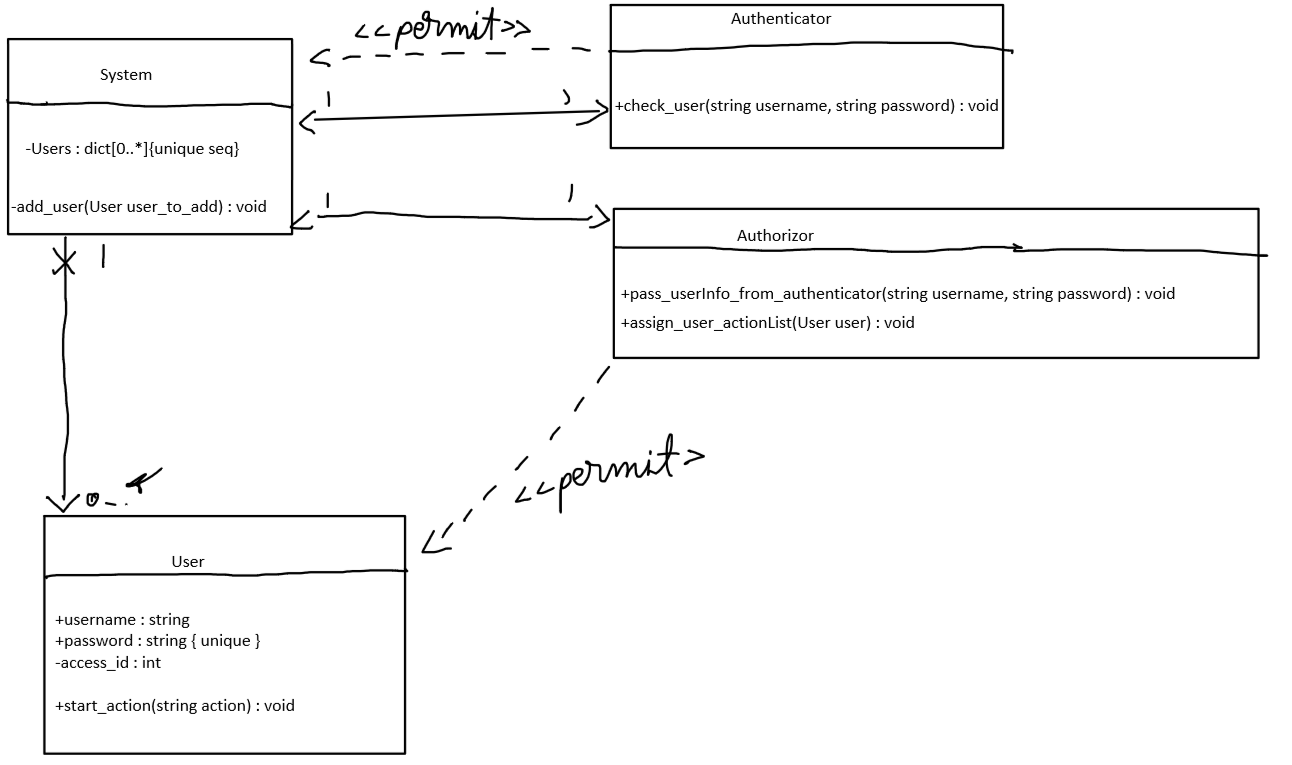 <<permit>>
Authenticator
System
+check_user(string username, string password) : void
1
1
-Users : dict[0..*]{unique seq}
-add_user(User user_to_add) : void
1
1
Authorizor
1
+pass_userInfo_from_authenticator(string username, string password) : void
+assign_user_actionList(User user) : void
<<permit>
0..*
User
+username : string
+password : string { unique }
-access_id : int
+start_action(string action) : void